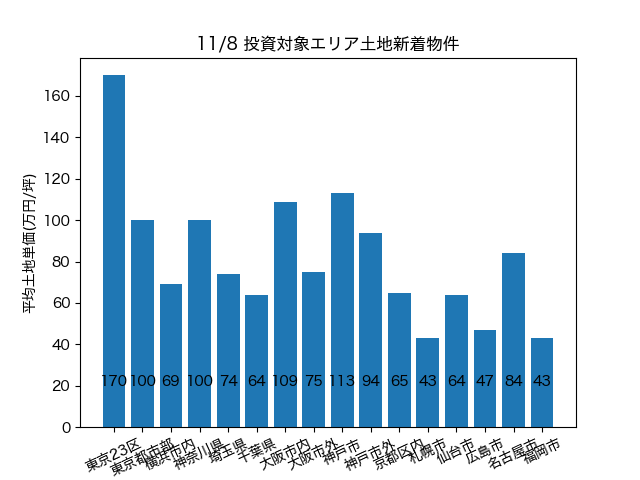 11/8 投資対象エリア土地新着物件
平均土地単価(万円/坪)
160
140
120
100
80
60
40
20
0
170 100 69 100 74 64 109 75 113 94 65 43 64 47 84 43
東京23区 東京都市部 横浜市内 神奈川県 埼玉県 千葉県 大阪市内 大阪市外 神戸市 神戸市外 京都区内 札幌市 仙台市 広島市 名古屋市 福岡市